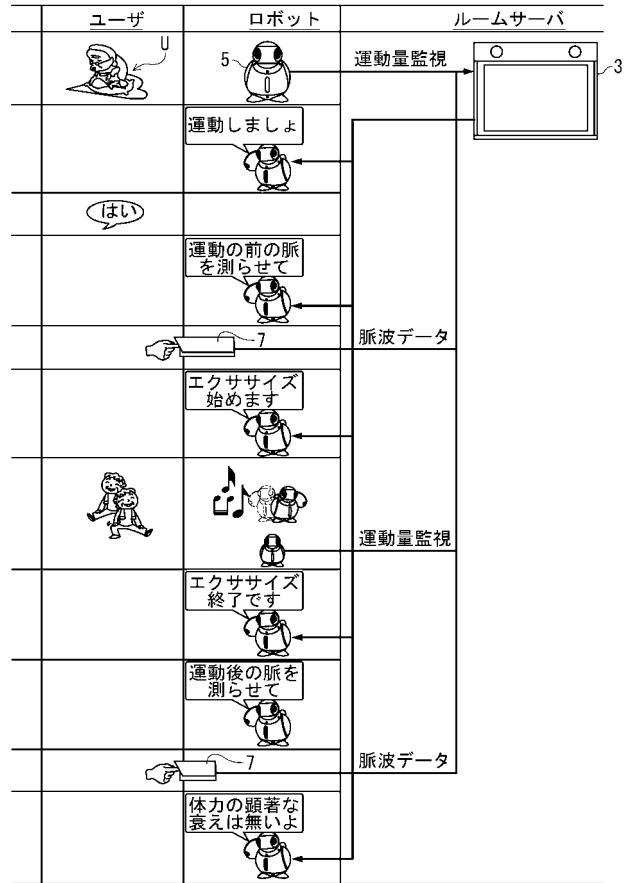 ユーザ
ロボット
ルームサーバ
U
5
運動量監視
3
運動しましょ
はい
運動の前の脈
を測らせて
7
脈波データ
エクササイズ
始めます
運動量監視
エクササイズ
終了です
運動後の脈を
測らせて
7
脈波データ
体力の顕著な
衰えは無いよ